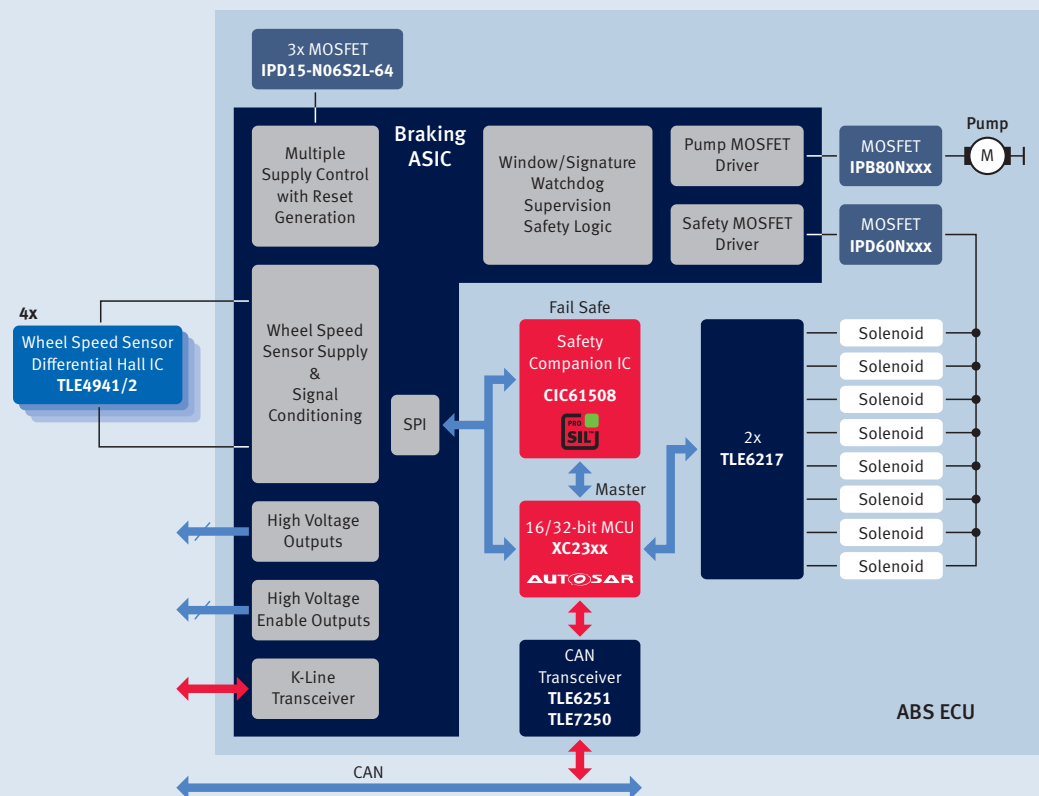 3x MOSFET
IPD15-N06S2L-64
Braking
ASIC
Multiple
Supply Control
with Reset
Generation
Window/Signature
Watchdog
Supervision
Safety Logic
Pump MOSFET
Driver
MOSFET
IPB80Nxxx
Pump
M
Safety MOSFET
Driver
MOSFET
IPD60Nxxx
4x
Wheel Speed Sensor
Differential Hall IC
TLE4941/2
Wheel Speed
Sensor Supply
&
Signal
Conditioning
SPI
Fail Safe
Safety
Companion IC
CIC61508
PRO
SIL™
Master
16/32-bit MCU
XC23xx
AUTOSAR
2x
TLE6217
Solenoid
Solenoid
Solenoid
Solenoid
Solenoid
Solenoid
Solenoid
Solenoid
High Voltage
Outputs
High Voltage
Enable Outputs
K-Line
Transceiver
CAN
Transceiver
TLE6251
TLE7250
ABS ECU
CAN